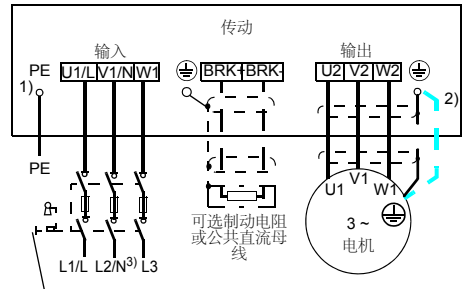 传动
输入
输出
PE
U1/L V1/N W1
BRK+ BRK-
U2 V2 W2
1)
2)
PE
U1 V1 W1
3 ~
电机
可选制动电阻
或公共直流母
线
L1/L L2/N3) L3